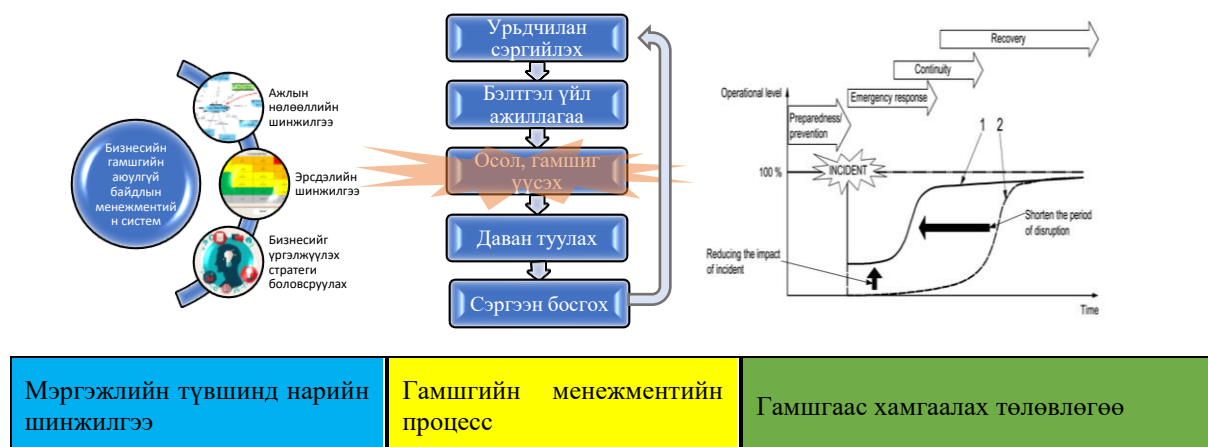 Бизнесийн
гамшгийн
аюулгүй
байдлын
менежментий
н систем
Ажлын
нөлөөллийн
шинжилгээ
Эрсдэлийн
шинжилгээ
Бизнесийг
үргэлжүүлэх
стратеги
боловсруулах
Урьдчилан
сэргийлэх
Бэлтгэл үйл
ажиллагаа
Осол, гамшиг
үүсэх
Даван туулах
Сэргээн босгох
Recovery
Continuity
Emergency response
Operational level
Preparedness/
prevention
1
2
INCIDENT
100 %
Shorten the period
of disruption
Reducing the impact
of incident
Time
Мэргэжлийн түвшинд нарийн
шинжилгээ
Гамшгийн менежментийн
процесс
Гамшгаас хамгаалах төлөвлөгөө